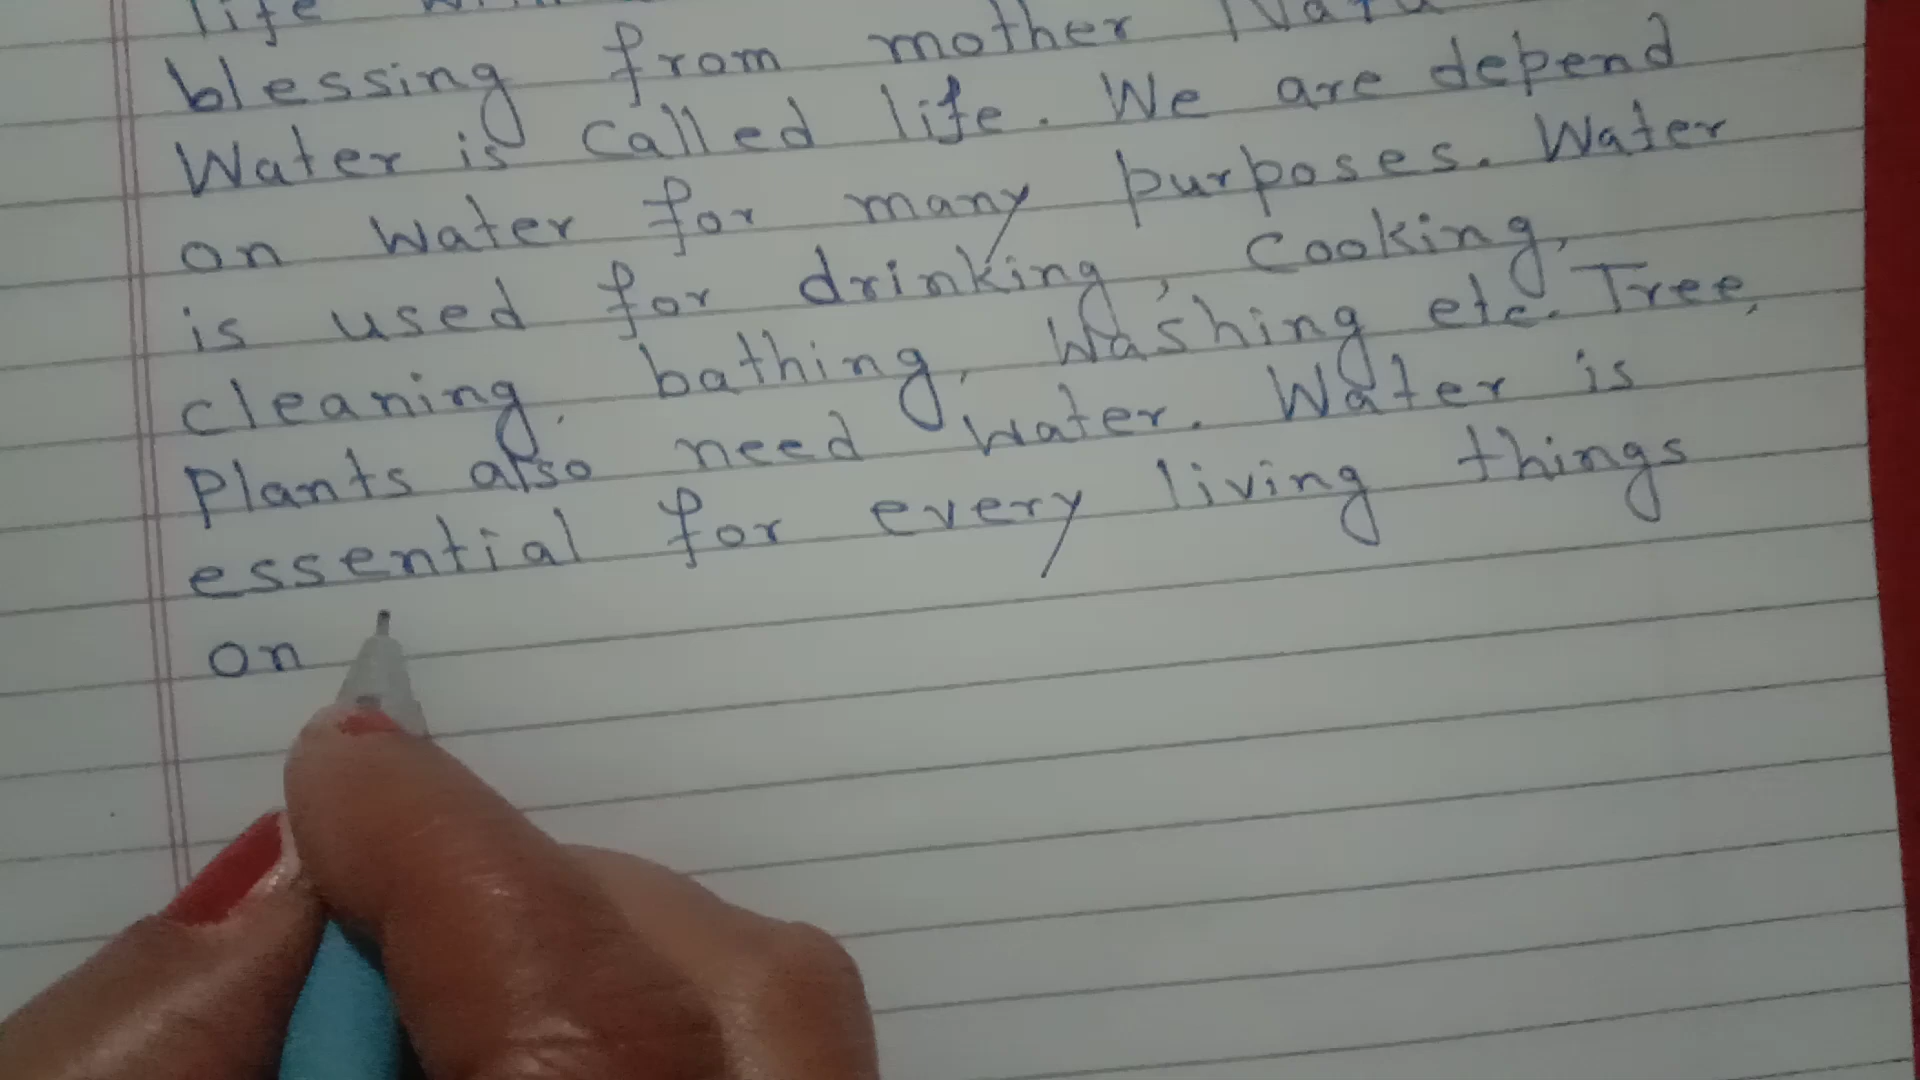 life
blessing from mother
Water is called life. We are depend
on water for many purposes. Water
is used for drinking, cooking,
cleaning, bathing, washing etc. Tree,
Plants also need water. Water is
essential for every living things
on